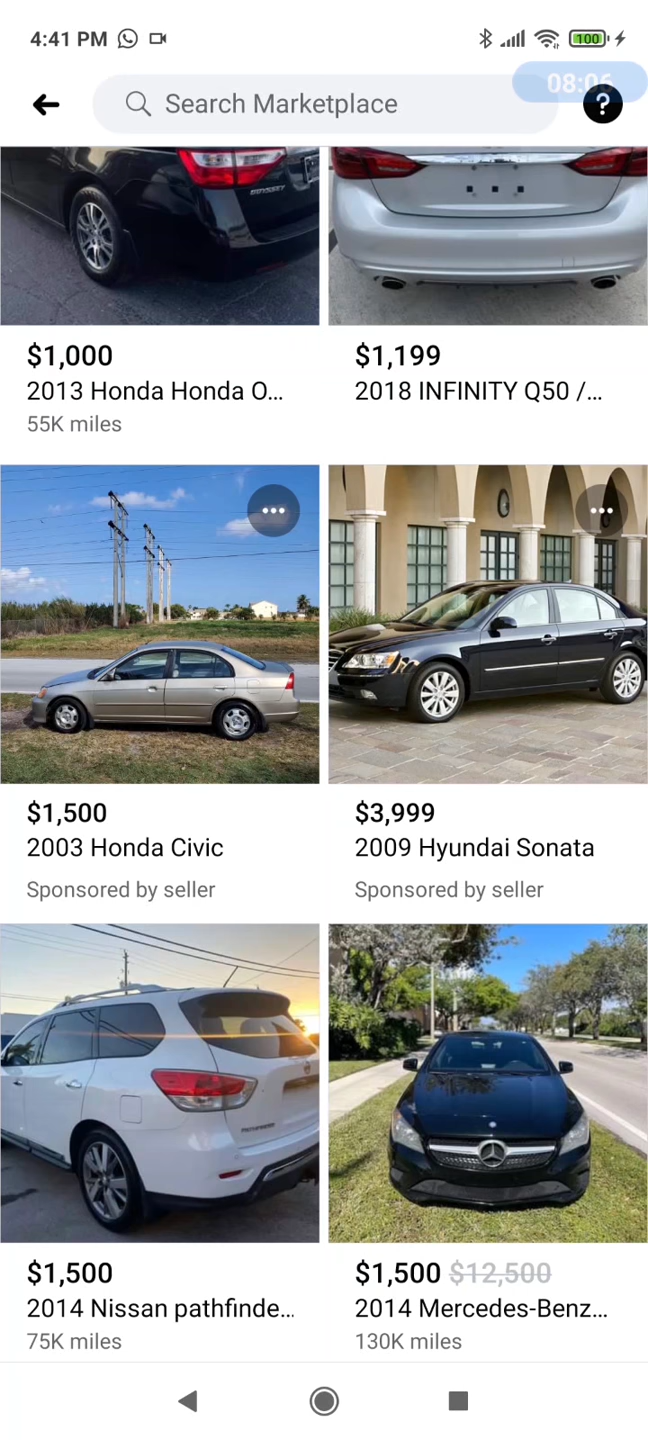 4:41 PM
100
08:06
Search Marketplace
?
ODYSSEY
$1,000
2013 Honda Honda O...
55K miles
$1,199
2018 INFINITY Q50 /...
$1,500
2003 Honda Civic
Sponsored by seller
$3,999
2009 Hyundai Sonata
Sponsored by seller
PATHFINDER
$1,500
2014 Nissan pathfinde...
75K miles
$1,500 $12,500
2014 Mercedes-Benz...
130K miles